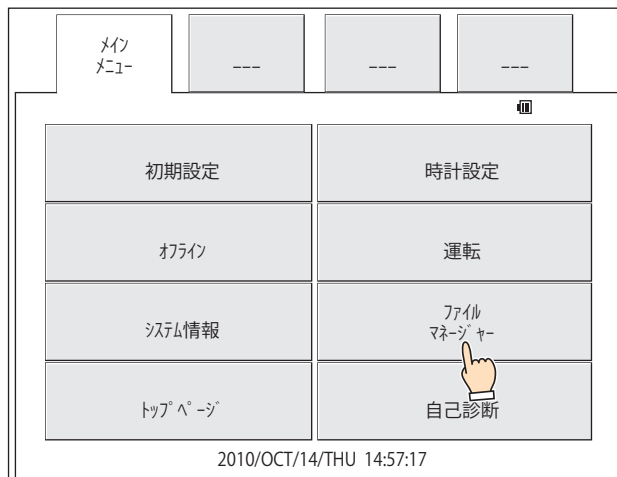 メイン
メニュー
---
---
---
初期設定
時計設定
オフライン
運転
システム情報
ファイル
マネージャー
トップページ
自己診断
2010/OCT/14/THU 14:57:17